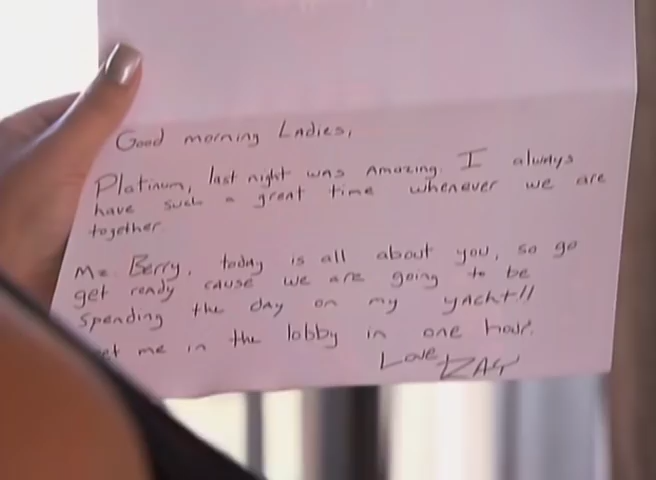 Good morning Ladies,
Platinum, last night was Amazing. I always
have such a great time whenever we are
together
Ms. Berry, today is all about you, so go
get ready cause we are going to be
spending the day on my yacht!!
me in the lobby in one hour.
Love RAY